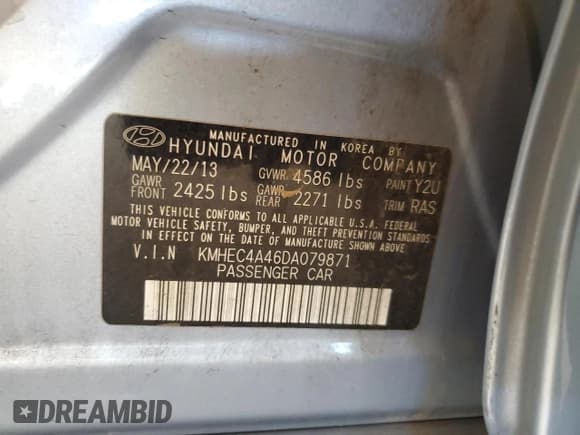 MANUFACTURED IN KOREA BY
HYUNDAI MOTOR COMPANY
MAY/22/13 GVWR 4586 lbs PAINT Y2U
GAWR FRONT 2425 lbs GAWR REAR 2271 lbs TRIM RAS
THIS VEHICLE CONFORMS TO ALL APPLICABLE U.S.A. FEDERAL
MOTOR VEHICLE SAFETY, BUMPER, AND THEFT PREVENTION STANDARDS
IN EFFECT ON THE DATE OF MANUFACTURE SHOWN ABOVE.
V.I.N KMHEC4A46DA079871
PASSENGER CAR
DREAMBID